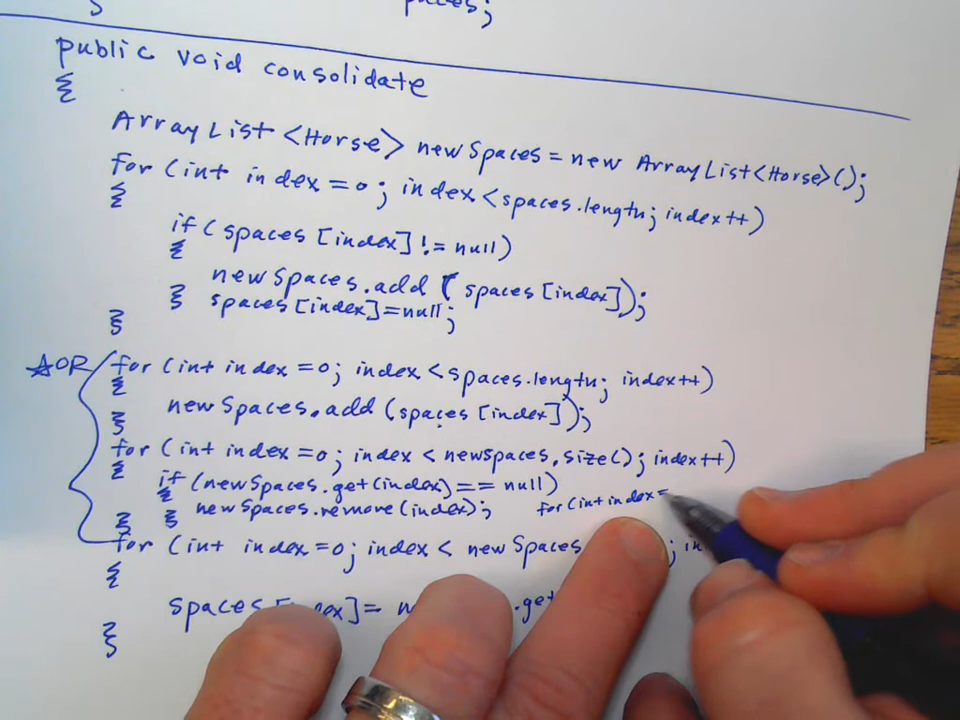 paces;
}
public void consolidate
{
ArrayList <Horse> newSpaces = new ArrayList<Horse>();
for (int index = 0; index < spaces.length; index++)
{
if (spaces [index] != null)
{
newSpaces.add (spaces [index]);
} spaces [index] = null;
}
OR for (int index = 0; index < spaces.length; index++)
{
newSpaces.add (spaces [index]);
}
for (int index = 0; index < newSpaces.size(); index++)
{
if (newSpaces.get(index) == null)
{
} } newSpaces.remove (index); for (int index =
for (int index = 0; index < newSpaces ; in
{
spaces ]= .get
}